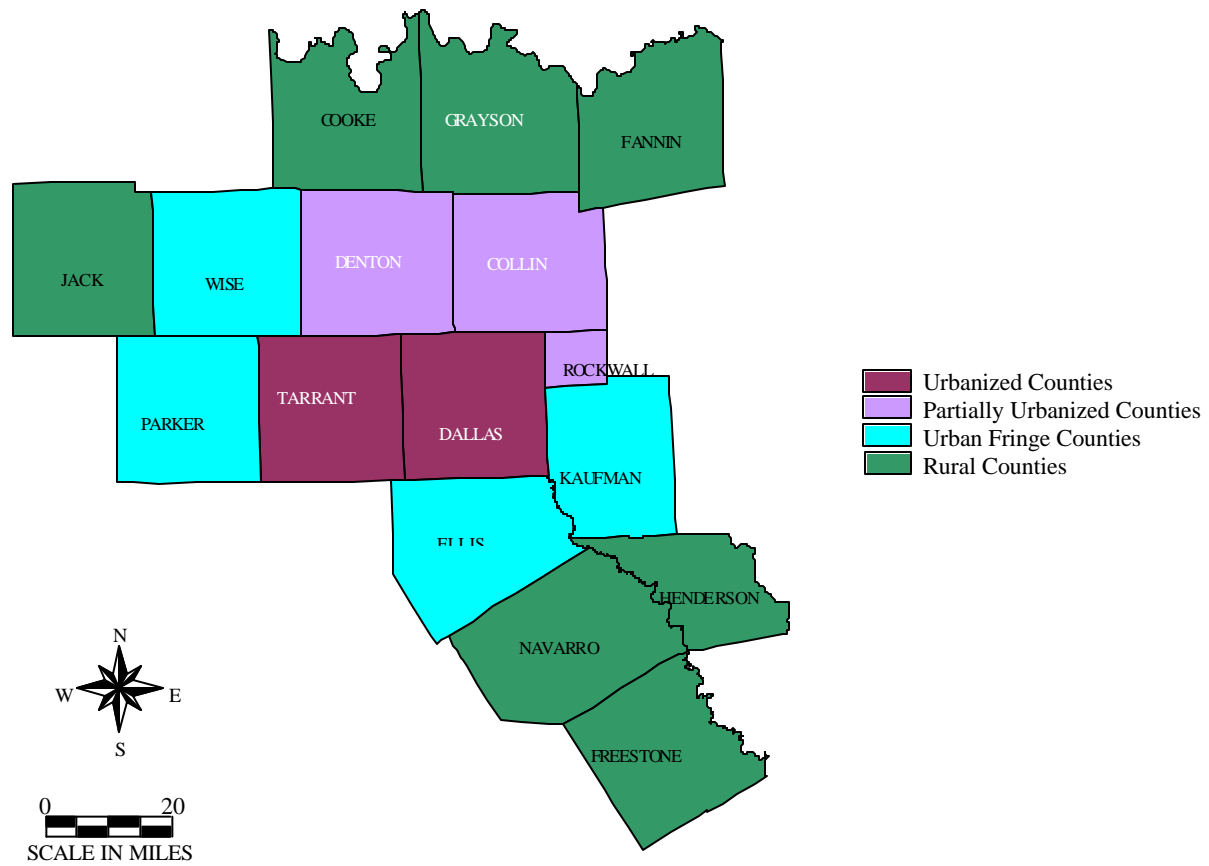 COOKE
GRAYSON
FANNIN
JACK
WISE
DENTON
COLLIN
PARKER
TARRANT
DALLAS
ROCKWALL
KAUFMAN
ELLIS
HENDERSON
NAVARRO
FREESTONE
Urbanized Counties
Partially Urbanized Counties
Urban Fringe Counties
Rural Counties
N
W E
S
0 20
SCALE IN MILES